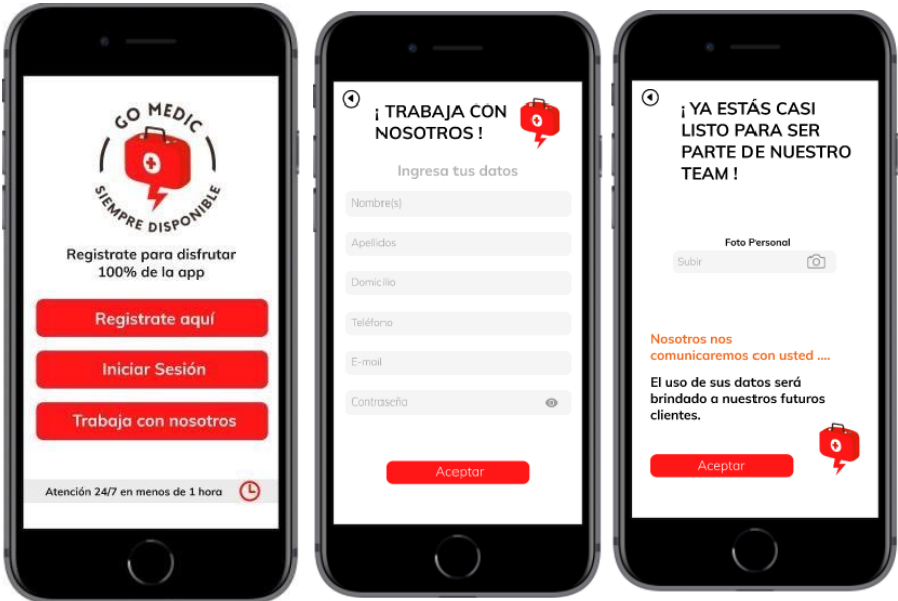 GO MEDIC
SIEMPRE DISPONIBLE
Registrate para disfrutar
100% de la app
Registrate aquí
Iniciar Sesión
Trabaja con nosotros
Atención 24/7 en menos de 1 hora
¡ TRABAJA CON
NOSOTROS !
Ingresa tus datos
Nombre(s)
Apellidos
Domicilio
Teléfono
E-mail
Contraseña
Aceptar
¡ YA ESTÁS CASI
LISTO PARA SER
PARTE DE NUESTRO
TEAM !
Foto Personal
Subir
Nosotros nos
comunicaremos con usted ....
El uso de sus datos será
brindado a nuestros futuros
clientes.
Aceptar